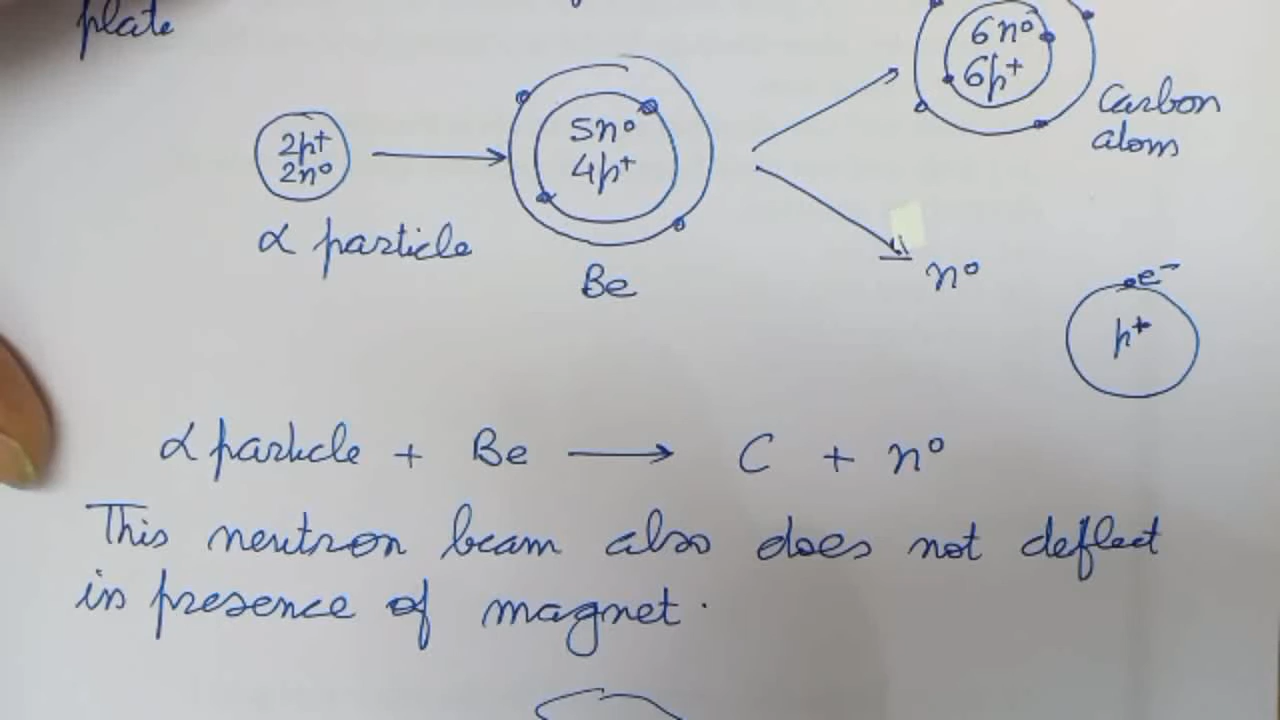 plate
6n°
6p+
Carbon
atom
2p+
2n°
5n°
4p+
α particle
Be
n°
e-
p+
α particle + Be → C + n°
This neutron beam also does not deflect
in presence of magnet.